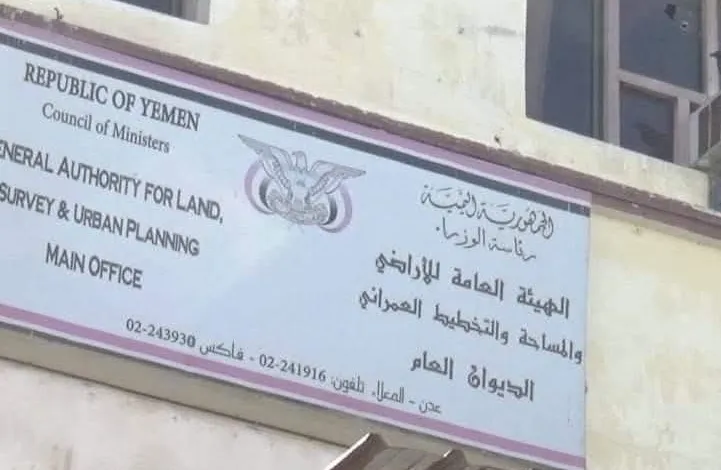 REPUBLIC OF YEMEN
Council of Ministers
ENERAL AUTHORITY FOR LAND,
SURVEY & URBAN PLANNING
MAIN OFFICE
الجمهورية اليمنية
رئاسة الوزراء
الهيئة العامة للأراضي
والمساحة والتخطيط العمراني
الديوان العام
عدن - المعلاء تلفون: 241916-02 - فاكس 243930-02